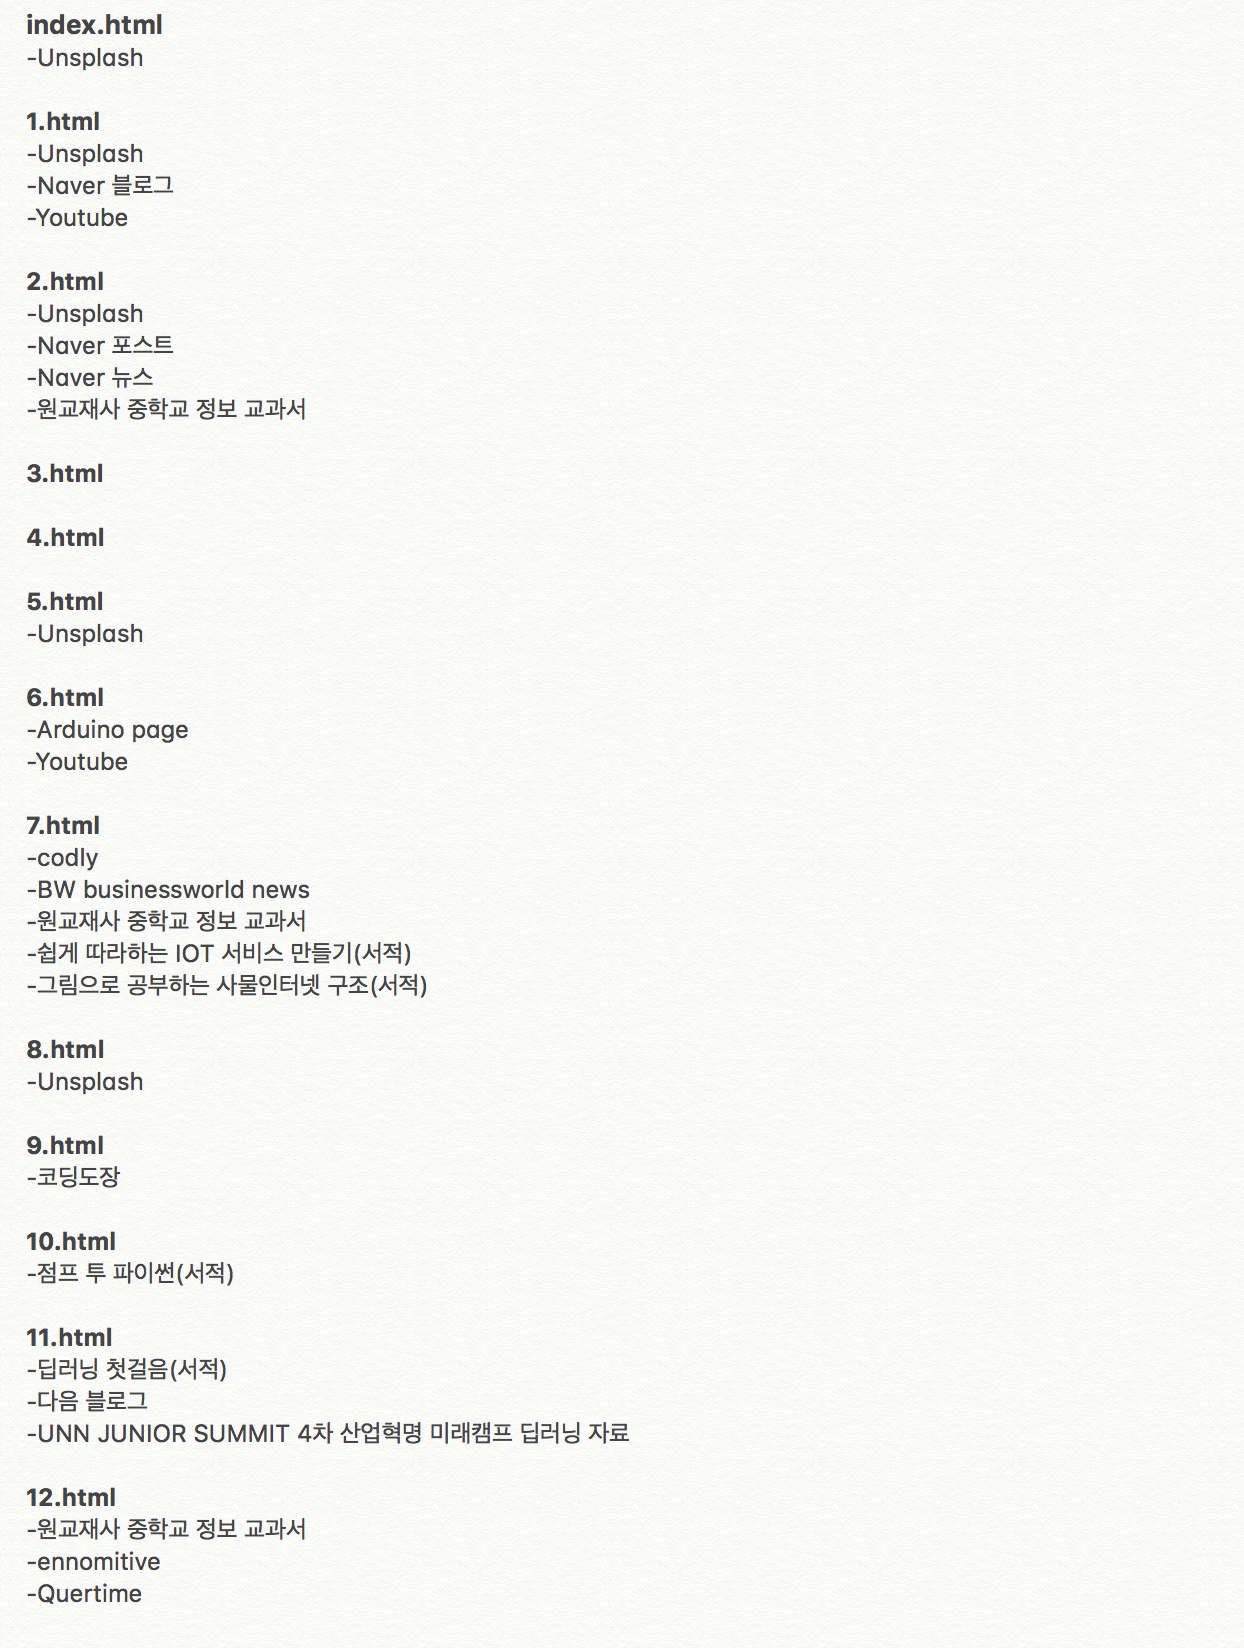 index.html
-Unsplash
1.html
-Unsplash
-Naver 블로그
-Youtube
2.html
-Unsplash
-Naver 포스트
-Naver 뉴스
-원교재사 중학교 정보 교과서
3.html
4.html
5.html
-Unsplash
6.html
-Arduino page
-Youtube
7.html
-codly
-BW businessworld news
-원교재사 중학교 정보 교과서
-쉽게 따라하는 IOT 서비스 만들기(서적)
-그림으로 공부하는 사물인터넷 구조(서적)
8.html
-Unsplash
9.html
-코딩도장
10.html
-점프 투 파이썬(서적)
11.html
-딥러닝 첫걸음(서적)
-다음 블로그
-UNN JUNIOR SUMMIT 4차 산업혁명 미래캠프 딥러닝 자료
12.html
-원교재사 중학교 정보 교과서
-ennomitive
-Quertime